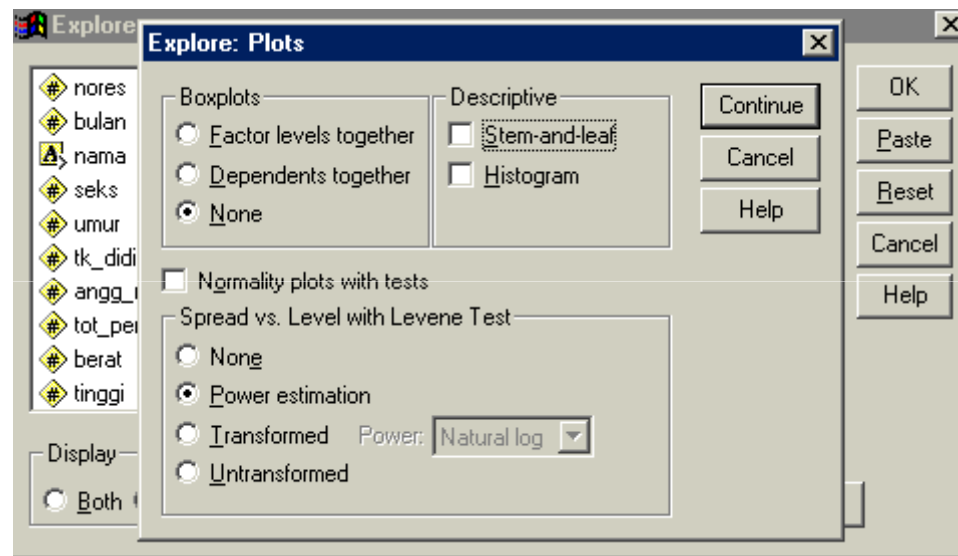 Explore
Explore: Plots
nores
bulan
nama
seks
umur
tk_didi
angg_
tot_per
berat
tinggi
Display
Both
Boxplots
Factor levels together
Dependents together
None
Descriptive
Stem-and-leaf
Histogram
Normality plots with tests
Spread vs. Level with Levene Test
None
Power estimation
Transformed Power: Natural log
Untransformed
Continue
Cancel
Help
OK
Paste
Reset
Cancel
Help